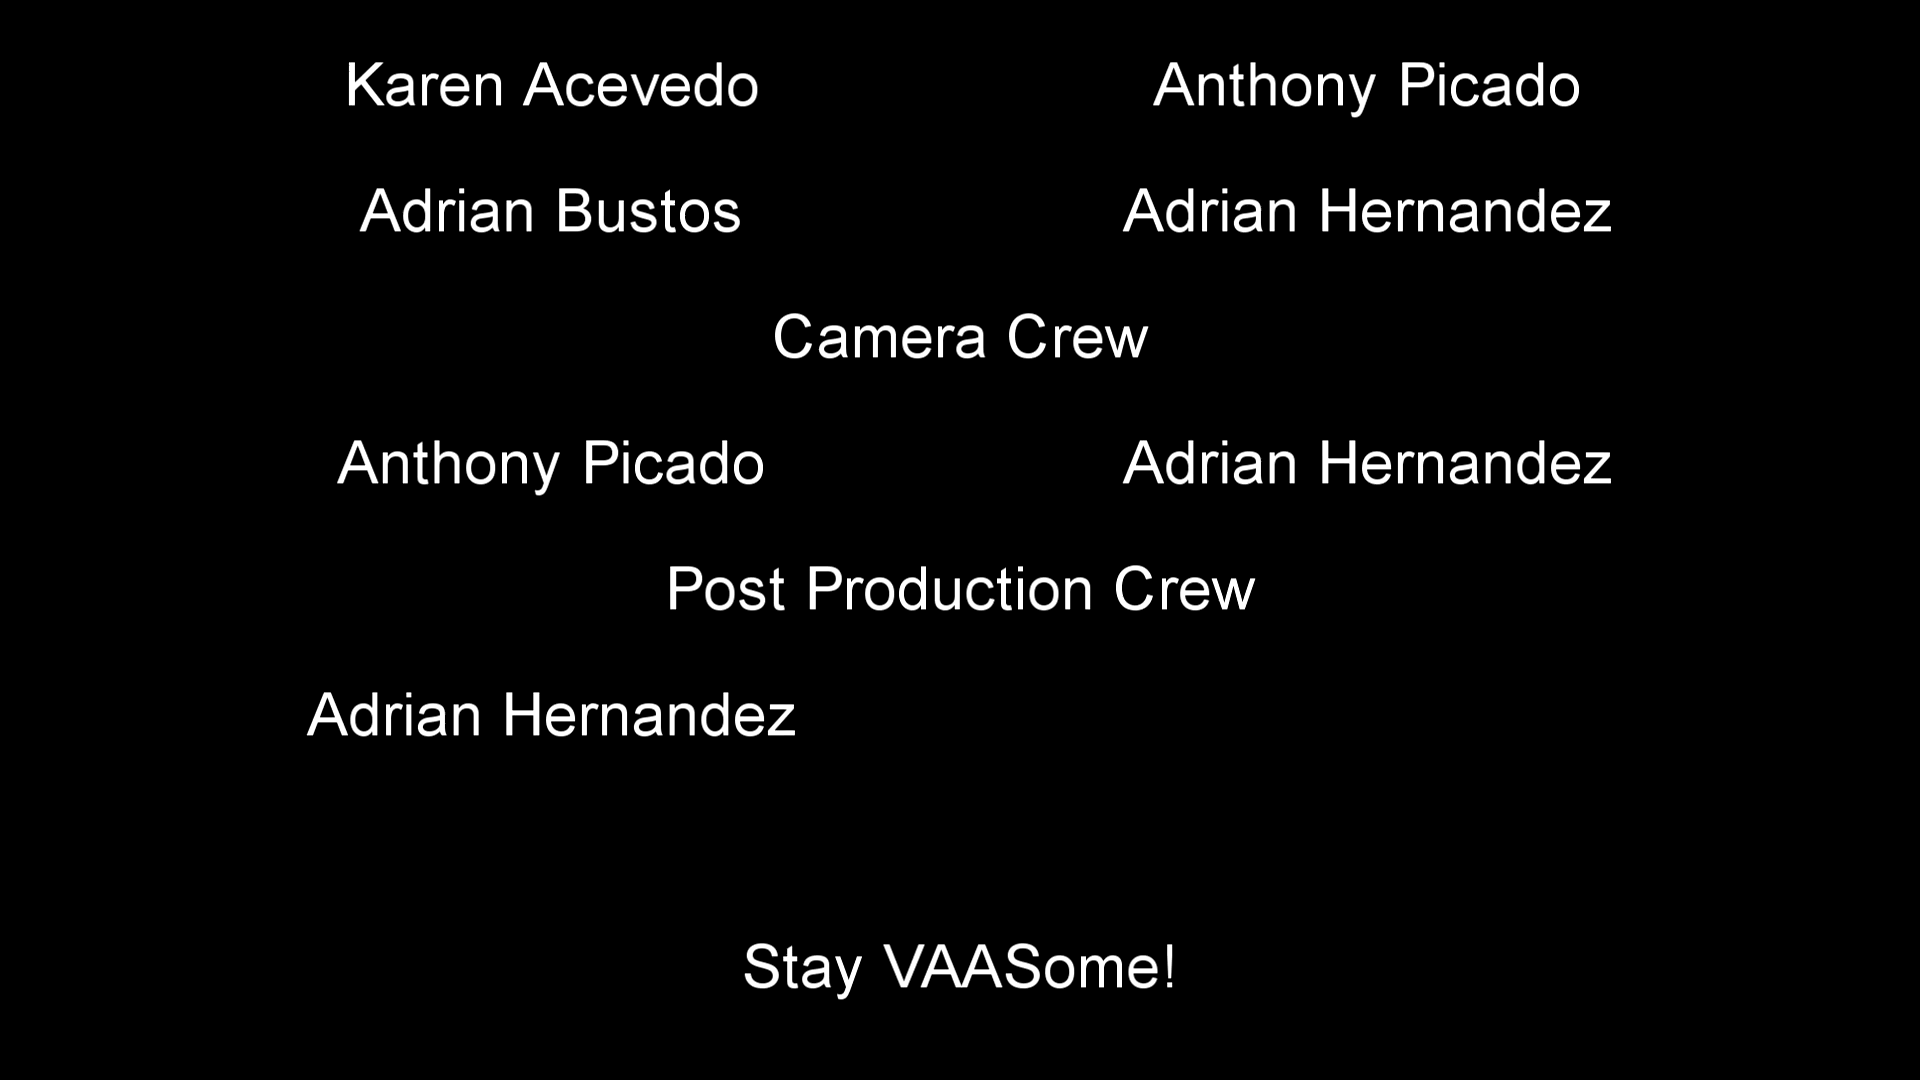 Karen Acevedo Anthony Picado
Adrian Bustos Adrian Hernandez
Camera Crew
Anthony Picado Adrian Hernandez
Post Production Crew
Adrian Hernandez
Stay VAASome!